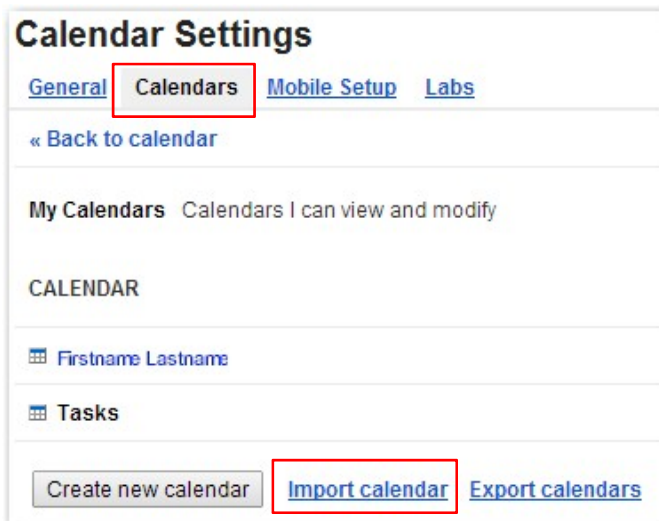 Calendar Settings
General Calendars Mobile Setup Labs
« Back to calendar
My Calendars Calendars I can view and modify
CALENDAR
Firstname Lastname
Tasks
Create new calendar Import calendar Export calendars